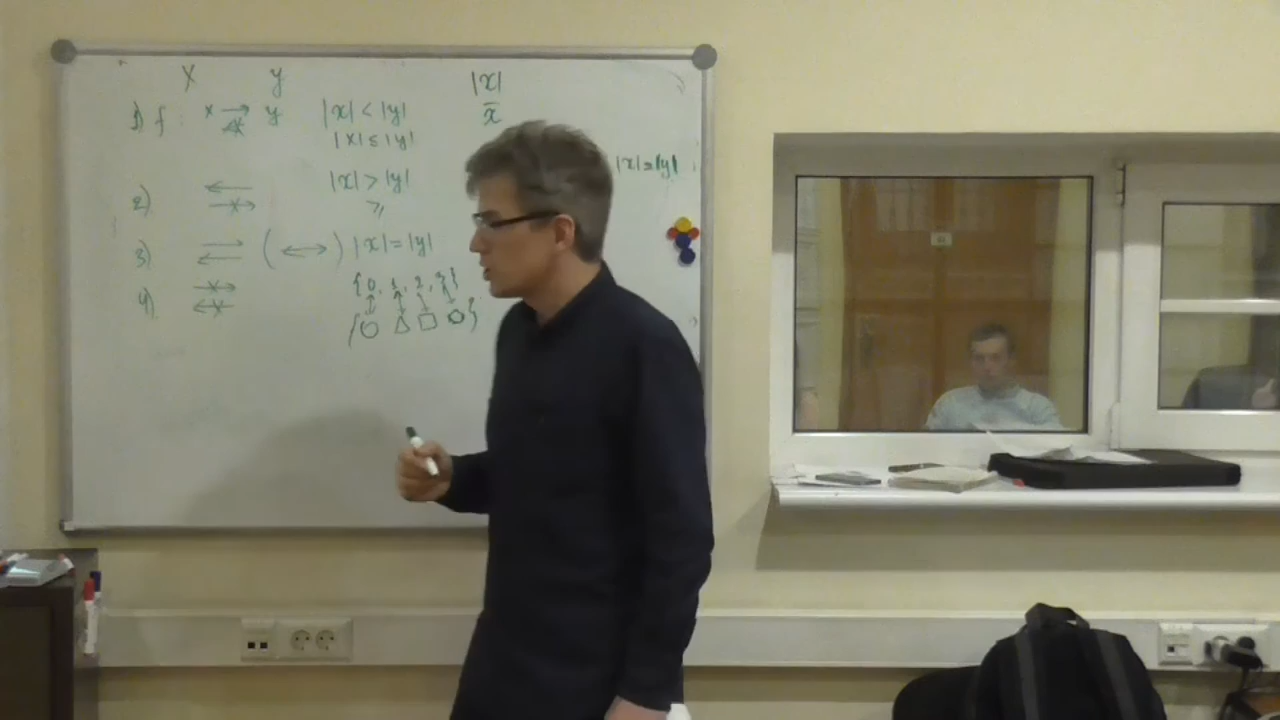 X y |x|
1) f : x → y |x| < |y| x̄
↚ |x| ≤ |y|
|x| = |y|
2) ← |x| > |y|
↛ ≥
3) ⇄ (↔) |x| = |y|
{0, 1, 2, 3}
4) ↛ ↕ ↕ ↕ ↕
↚ {○ △ □ ⬠}